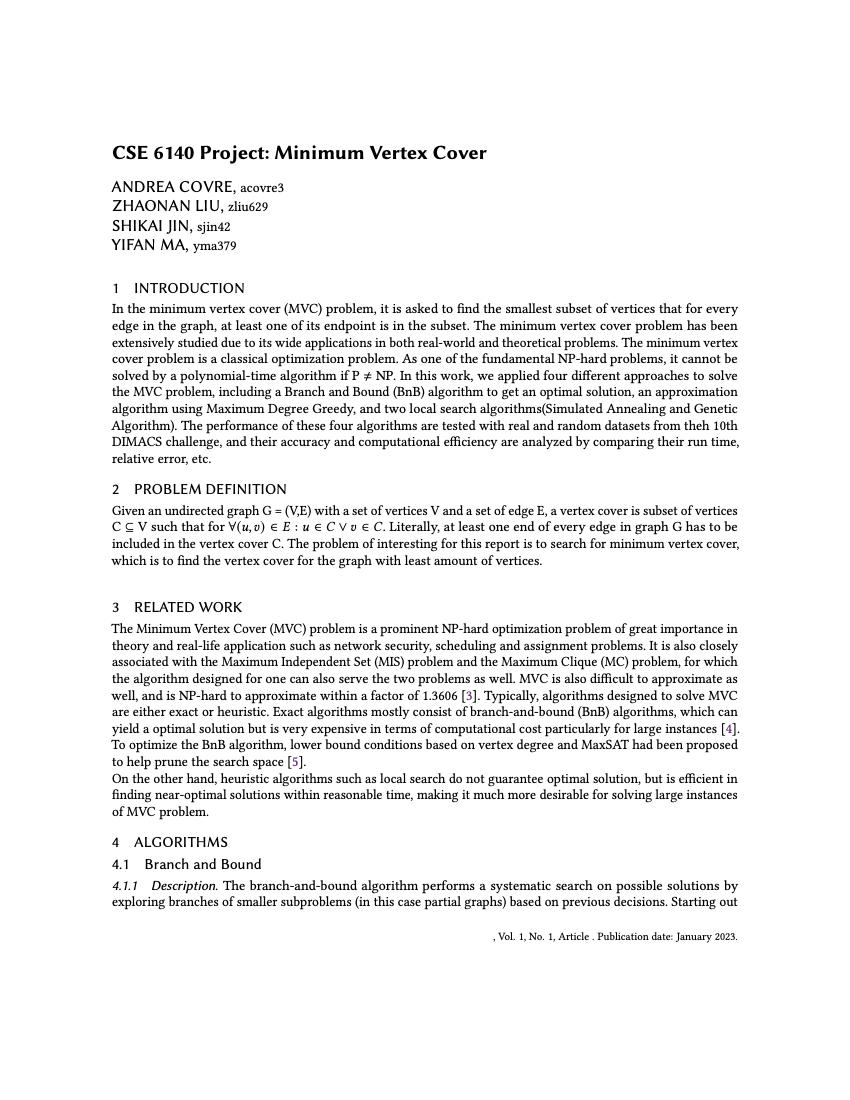 CSE 6140 Project: Minimum Vertex Cover
ANDREA COVRE, acovre3
ZHAONAN LIU, zliu629
SHIKAI JIN, sjin42
YIFAN MA, yma379
1 INTRODUCTION
In the minimum vertex cover (MVC) problem, it is asked to find the smallest subset of vertices that for every
edge in the graph, at least one of its endpoint is in the subset. The minimum vertex cover problem has been
extensively studied due to its wide applications in both real-world and theoretical problems. The minimum vertex
cover problem is a classical optimization problem. As one of the fundamental NP-hard problems, it cannot be
solved by a polynomial-time algorithm if P ≠ NP. In this work, we applied four different approaches to solve
the MVC problem, including a Branch and Bound (BnB) algorithm to get an optimal solution, an approximation
algorithm using Maximum Degree Greedy, and two local search algorithms(Simulated Annealing and Genetic
Algorithm). The performance of these four algorithms are tested with real and random datasets from theh 10th
DIMACS challenge, and their accuracy and computational efficiency are analyzed by comparing their run time,
relative error, etc.
2 PROBLEM DEFINITION
Given an undirected graph G = (V,E) with a set of vertices V and a set of edge E, a vertex cover is subset of vertices
C ⊆ V such that for ∀(u, v) ∈ E : u ∈ C ∨ v ∈ C. Literally, at least one end of every edge in graph G has to be
included in the vertex cover C. The problem of interesting for this report is to search for minimum vertex cover,
which is to find the vertex cover for the graph with least amount of vertices.
3 RELATED WORK
The Minimum Vertex Cover (MVC) problem is a prominent NP-hard optimization problem of great importance in
theory and real-life application such as network security, scheduling and assignment problems. It is also closely
associated with the Maximum Independent Set (MIS) problem and the Maximum Clique (MC) problem, for which
the algorithm designed for one can also serve the two problems as well. MVC is also difficult to approximate as
well, and is NP-hard to approximate within a factor of 1.3606 [3]. Typically, algorithms designed to solve MVC
are either exact or heuristic. Exact algorithms mostly consist of branch-and-bound (BnB) algorithms, which can
yield a optimal solution but is very expensive in terms of computational cost particularly for large instances [4].
To optimize the BnB algorithm, lower bound conditions based on vertex degree and MaxSAT had been proposed
to help prune the search space [5].
On the other hand, heuristic algorithms such as local search do not guarantee optimal solution, but is efficient in
finding near-optimal solutions within reasonable time, making it much more desirable for solving large instances
of MVC problem.
4 ALGORITHMS
4.1 Branch and Bound
4.1.1 Description. The branch-and-bound algorithm performs a systematic search on possible solutions by
exploring branches of smaller subproblems (in this case partial graphs) based on previous decisions. Starting out
, Vol. 1, No. 1, Article . Publication date: January 2023.